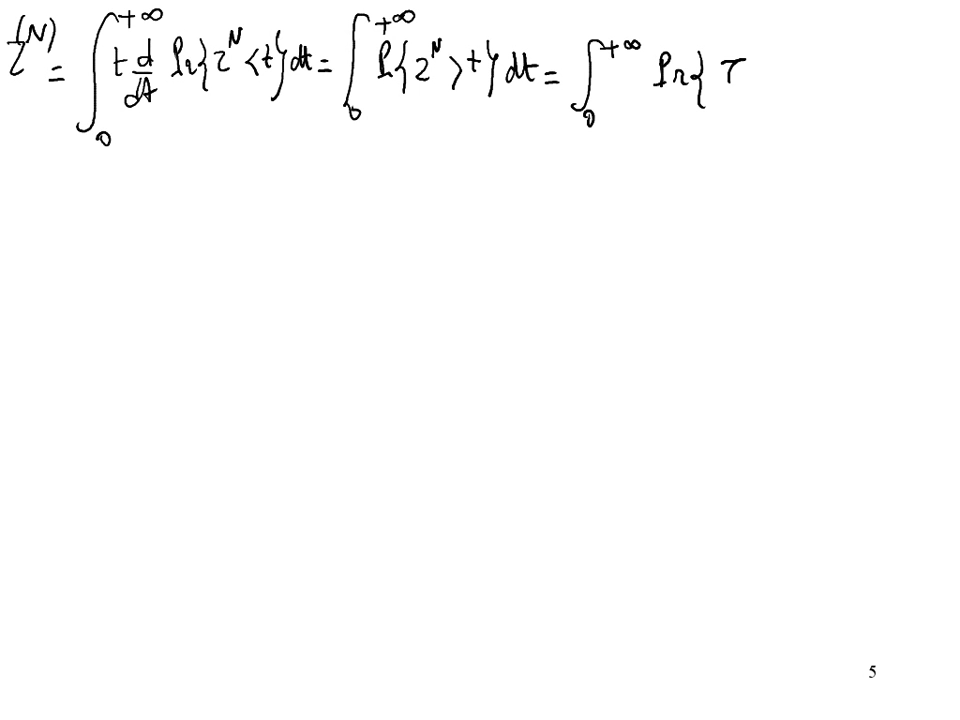 τ^(N) = ∫_0^{+∞} t d/dt Pr{τ^N < t} dt = ∫_0^{+∞} Pr{τ^N > t} dt = ∫_0^{+∞} Pr{ τ
5